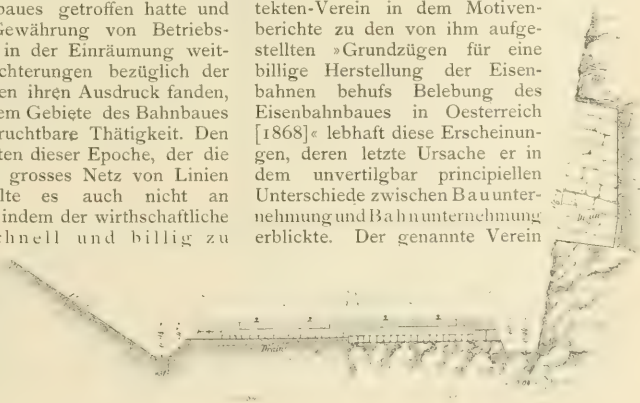 baues getroffen hatte und
Gewährung von Betriebs-
in der Einräumung weit-
chterungen bezüglich der
en ihren Ausdruck fanden,
em Gebiete des Bahnbaues
ruchtbare Thätigkeit. Den
ten dieser Epoche, der die
grosses Netz von Linien
lte es auch nicht an
indem der wirthschaftliche
chnell und billig zu
tekten-Verein in dem Motiven-
berichte zu den von ihm aufge-
stellten »Grundzügen für eine
billige Herstellung der Eisen-
bahnen behufs Belebung des
Eisenbahnbaues in Oesterreich
[1868]« lebhaft diese Erscheinun-
gen, deren letzte Ursache er in
dem unvertilgbar principiellen
Unterschiede zwischen Bauunter-
nehmung und Bahnunternehmung
erblickte. Der genannte Verein